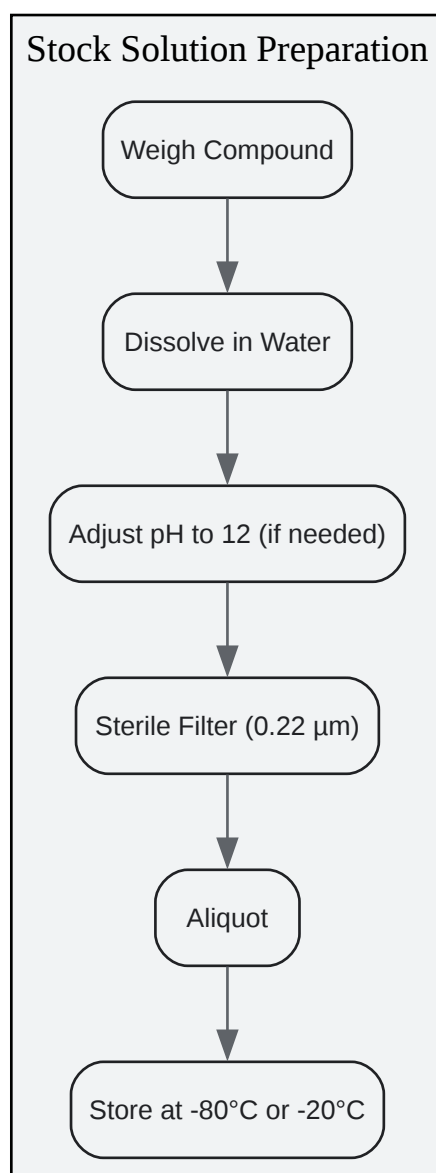 Stock Solution Preparation
Weigh Compound
Dissolve in Water
Adjust pH to 12 (if needed)
Sterile Filter (0.22 µm)
Aliquot
Store at -80°C or -20°C